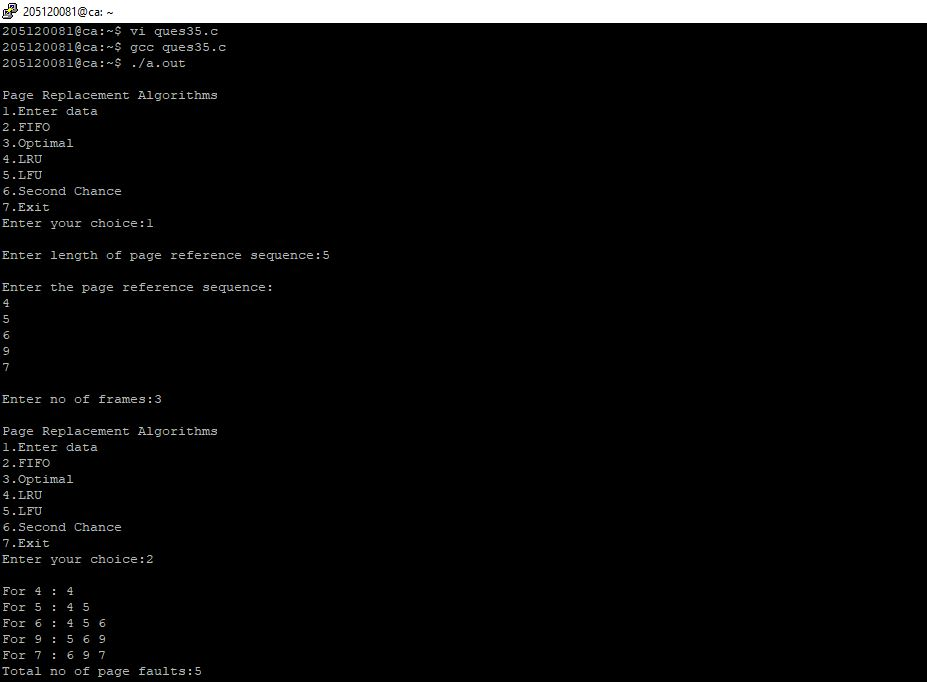 205120081@ca: ~
205120081@ca:~$ vi ques35.c
205120081@ca:~$ gcc ques35.c
205120081@ca:~$ ./a.out
Page Replacement Algorithms
1.Enter data
2.FIFO
3.Optimal
4.LRU
5.LFU
6.Second Chance
7.Exit
Enter your choice:1
Enter length of page reference sequence:5
Enter the page reference sequence:
4
5
6
9
7
Enter no of frames:3
Page Replacement Algorithms
1.Enter data
2.FIFO
3.Optimal
4.LRU
5.LFU
6.Second Chance
7.Exit
Enter your choice:2
For 4 : 4
For 5 : 4 5
For 6 : 4 5 6
For 9 : 5 6 9
For 7 : 6 9 7
Total no of page faults:5